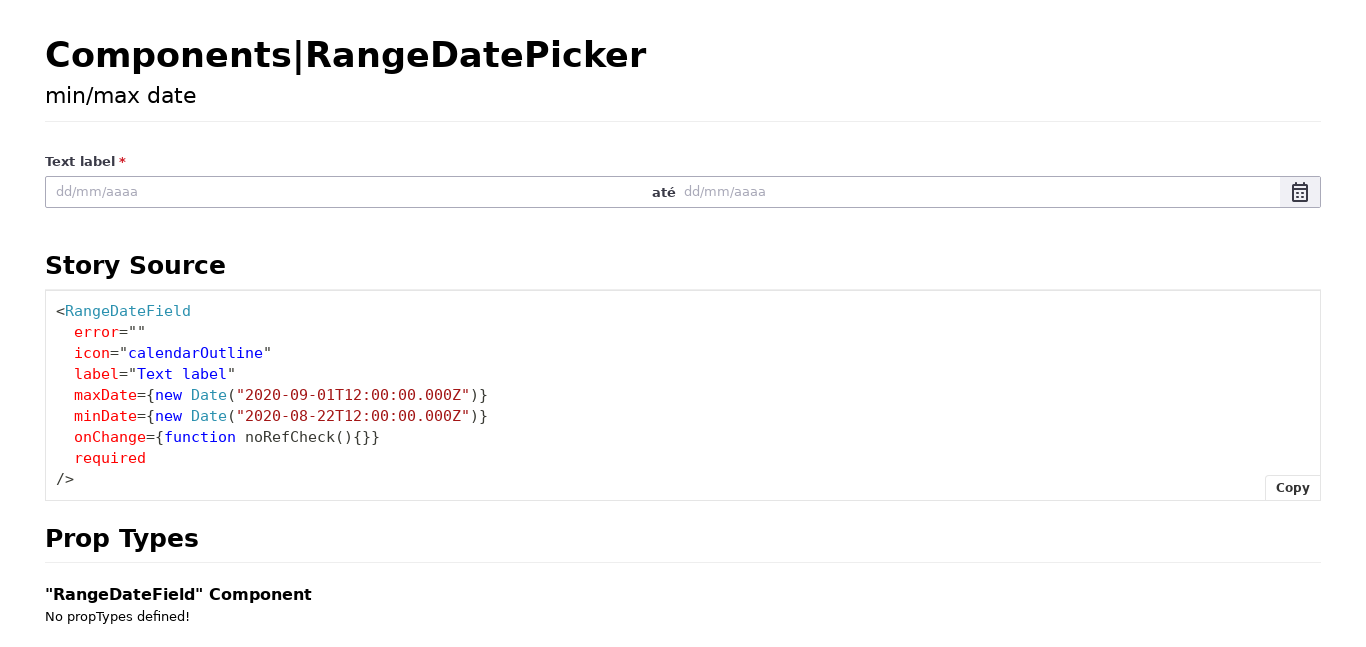 Components|RangeDatePicker
min/max date
Text label *
dd/mm/aaaa até dd/mm/aaaa
Story Source
<RangeDateField
  error=""
  icon="calendarOutline"
  label="Text label"
  maxDate={new Date("2020-09-01T12:00:00.000Z")}
  minDate={new Date("2020-08-22T12:00:00.000Z")}
  onChange={function noRefCheck(){}}
  required
/>
Copy
Prop Types
"RangeDateField" Component
No propTypes defined!